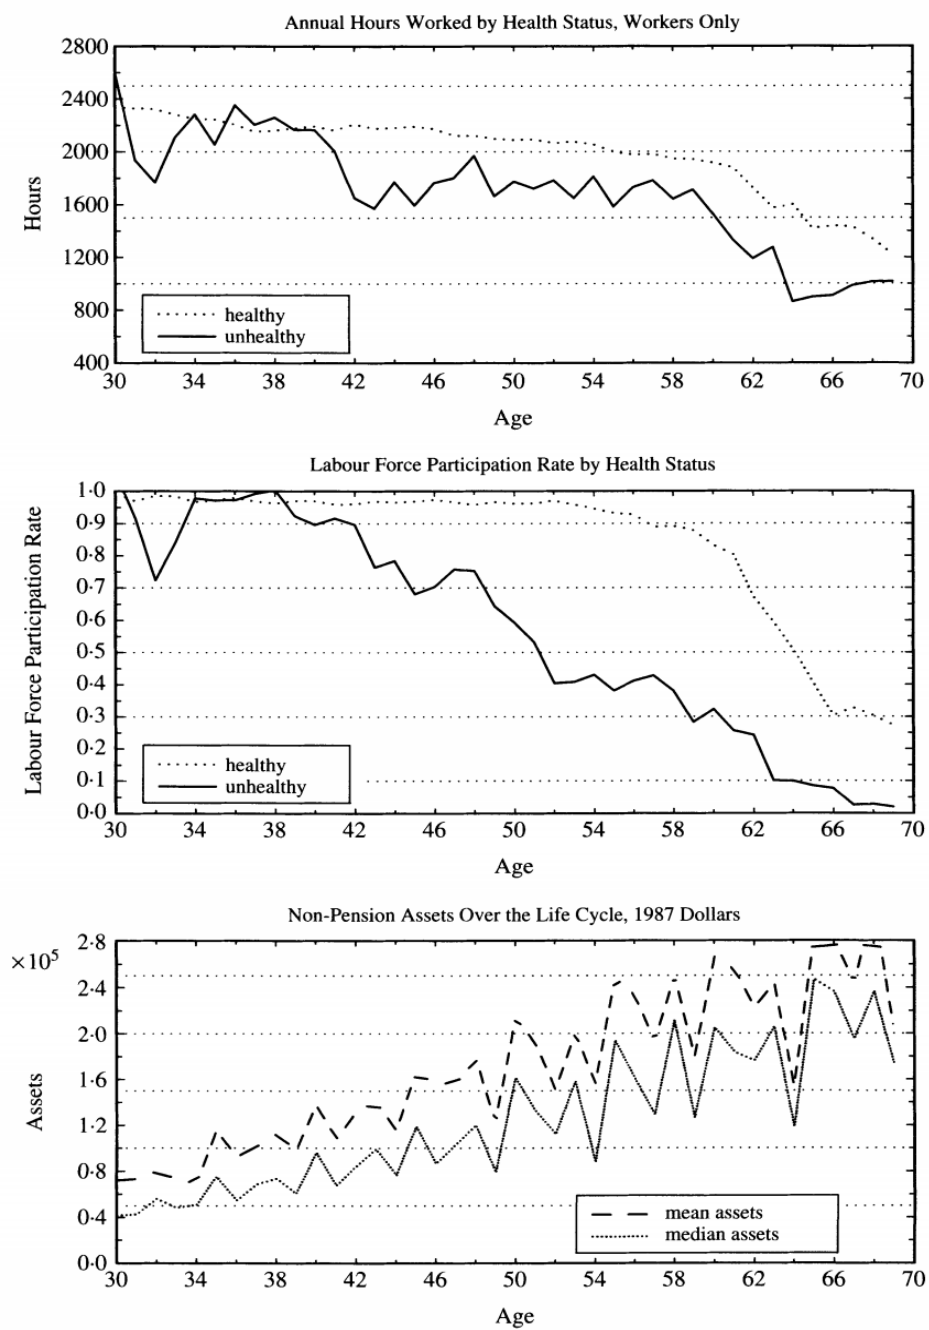 Annual Hours Worked by Health Status, Workers Only
2800
2400
2000
1600
1200
800
400
Hours
healthy
unhealthy
30 34 38 42 46 50 54 58 62 66 70
Age
Labour Force Participation Rate by Health Status
1·0
0·9
0·8
0·7
0·6
0·5
0·4
0·3
0·2
0·1
0·0
Labour Force Participation Rate
healthy
unhealthy
30 34 38 42 46 50 54 58 62 66 70
Age
Non-Pension Assets Over the Life Cycle, 1987 Dollars
×10⁵
2·8
2·4
2·0
1·6
1·2
0·8
0·4
0·0
Assets
mean assets
median assets
30 34 38 42 46 50 54 58 62 66 70
Age